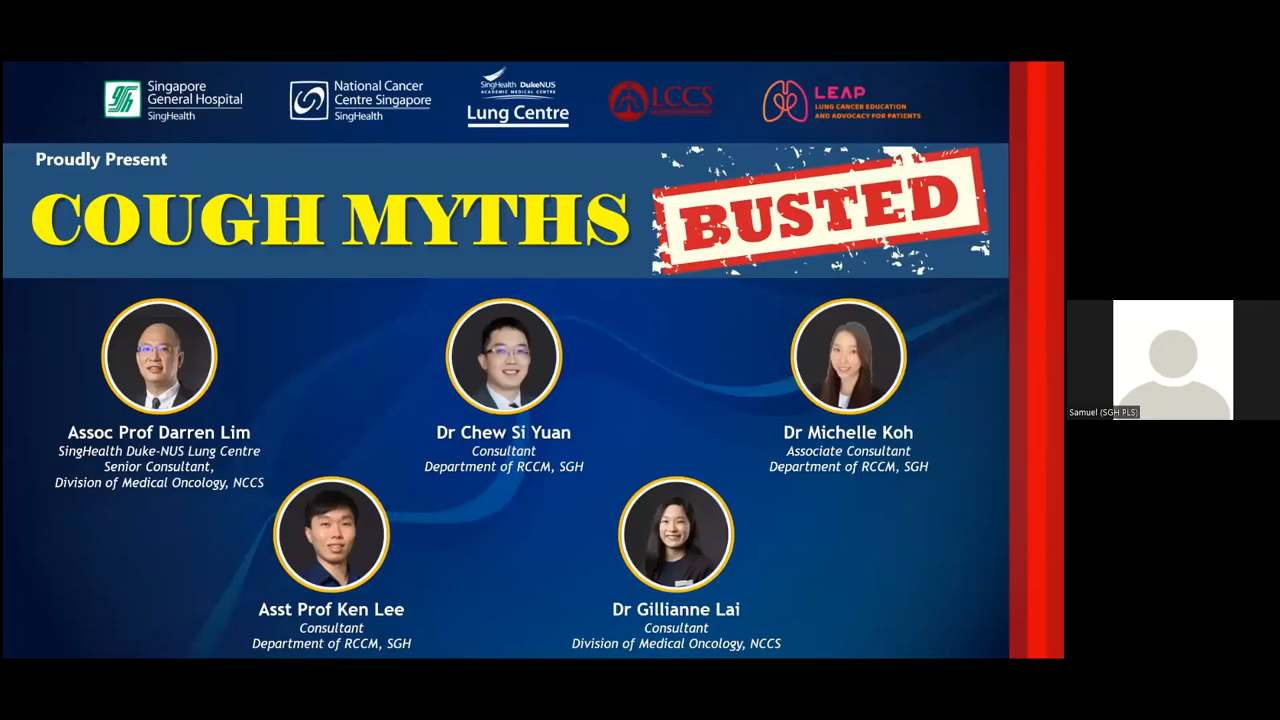 Singapore
General Hospital
SingHealth
National Cancer
Centre Singapore
SingHealth
SingHealth DukeNUS
ACADEMIC MEDICAL CENTRE
Lung Centre
LCCS
LEAP
LUNG CANCER EDUCATION
AND ADVOCACY FOR PATIENTS
Proudly Present
COUGH MYTHS
BUSTED
Assoc Prof Darren Lim
SingHealth Duke-NUS Lung Centre
Senior Consultant,
Division of Medical Oncology, NCCS
Dr Chew Si Yuan
Consultant
Department of RCCM, SGH
Dr Michelle Koh
Associate Consultant
Department of RCCM, SGH
Asst Prof Ken Lee
Consultant
Department of RCCM, SGH
Dr Gillianne Lai
Consultant
Division of Medical Oncology, NCCS
Samuel (SGH PLS)